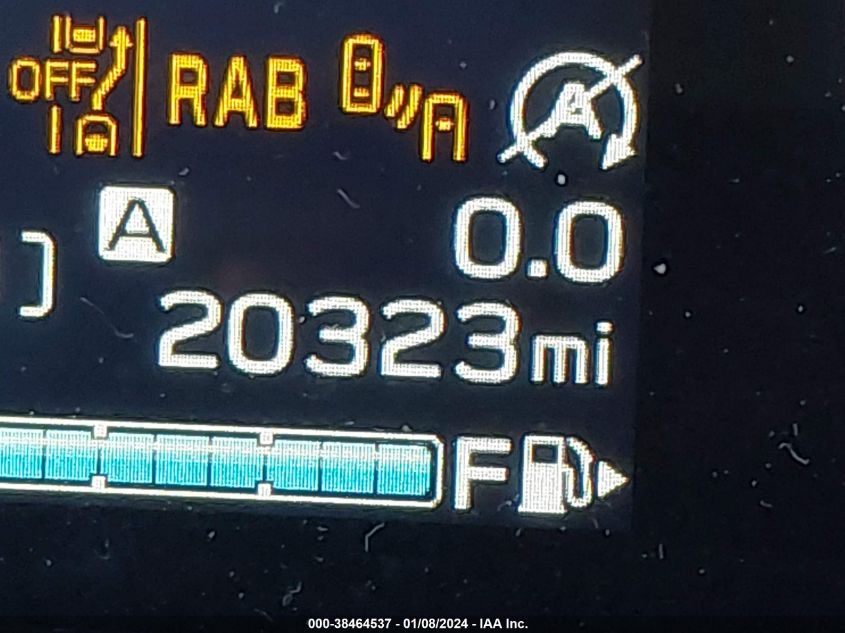 OFF RAB A
A 0.0
20323mi
F
000-38464537 - 01/08/2024 - IAA Inc.